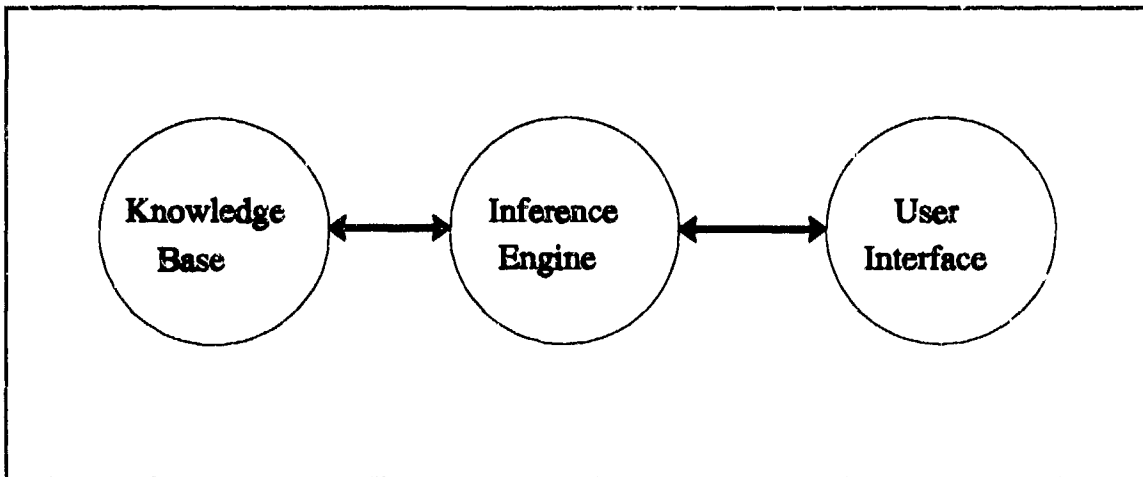 Knowledge
Base
Inference
Engine
User
Interface